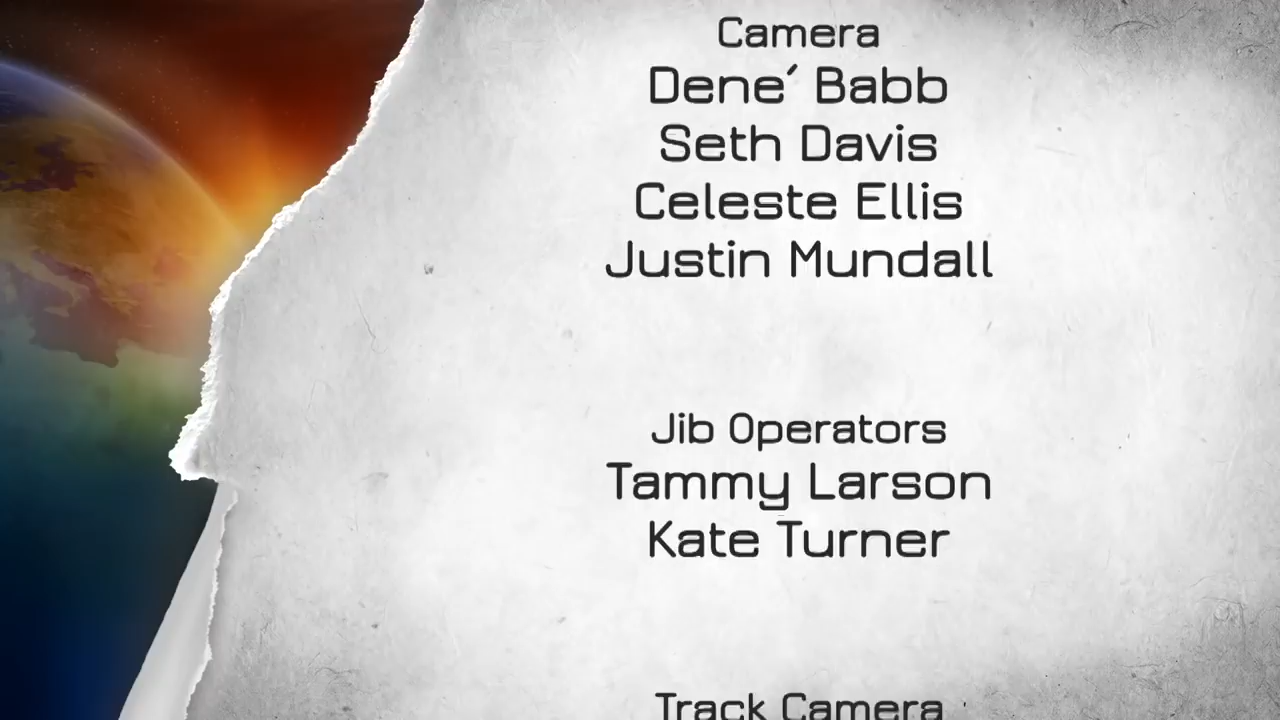 Camera
Dene´ Babb
Seth Davis
Celeste Ellis
Justin Mundall
Jib Operators
Tammy Larson
Kate Turner
Track Camera